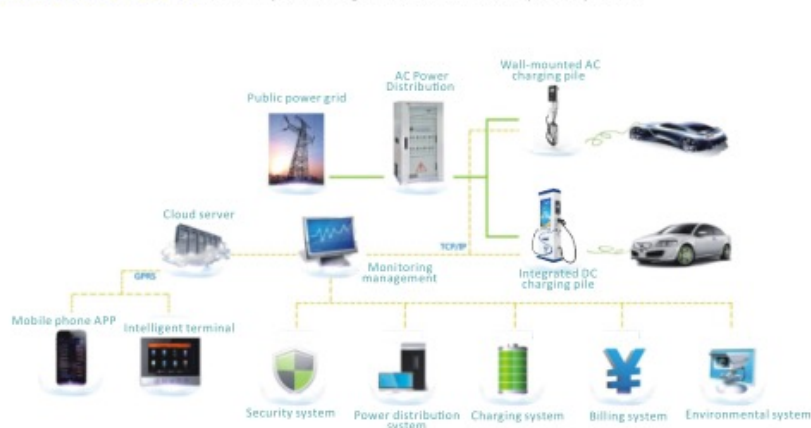 Wall-mounted AC
charging pile
AC Power
Distribution
Public power grid
Cloud server
TCP/IP
Monitoring
management
Integrated DC
charging pile
GPRS
Mobile phone APP
Intelligent terminal
¥
Security system
Power distribution
system
Charging system
Billing system
Environmental system